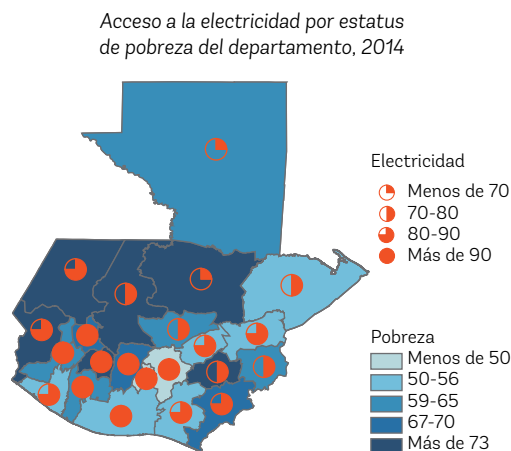 Acceso a la electricidad por estatus
de pobreza del departamento, 2014
Electricidad
Menos de 70
70-80
80-90
Más de 90
Pobreza
Menos de 50
50-56
59-65
67-70
Más de 73